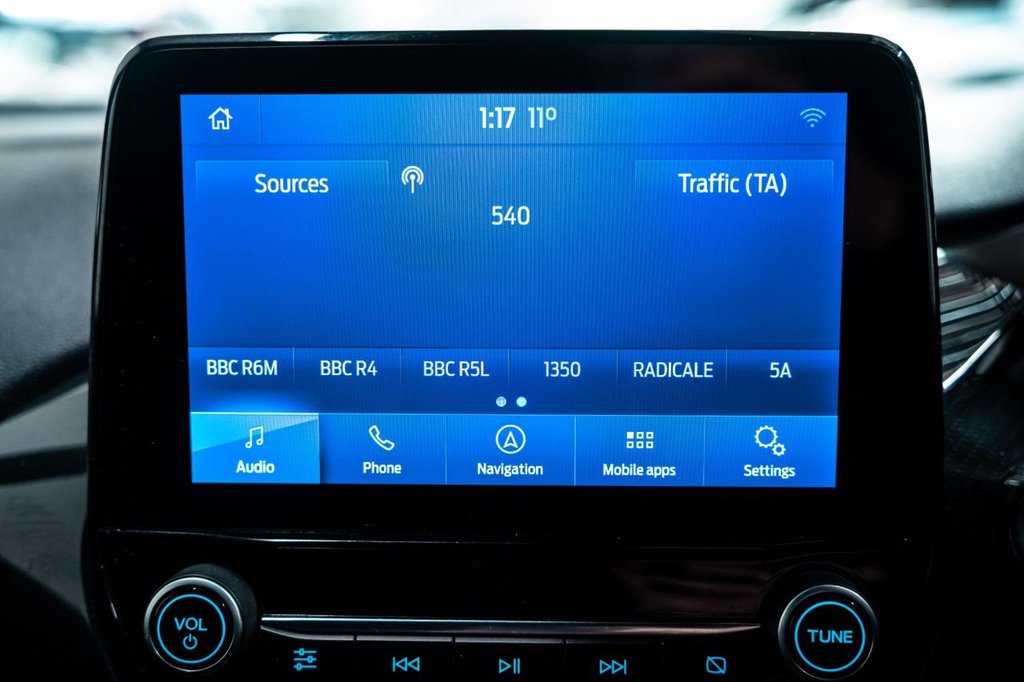 1:17 11°
Sources
Traffic (TA)
540
BBC R6M BBC R4 BBC R5L 1350 RADICALE 5A
Audio Phone Navigation Mobile apps Settings
VOL
TUNE